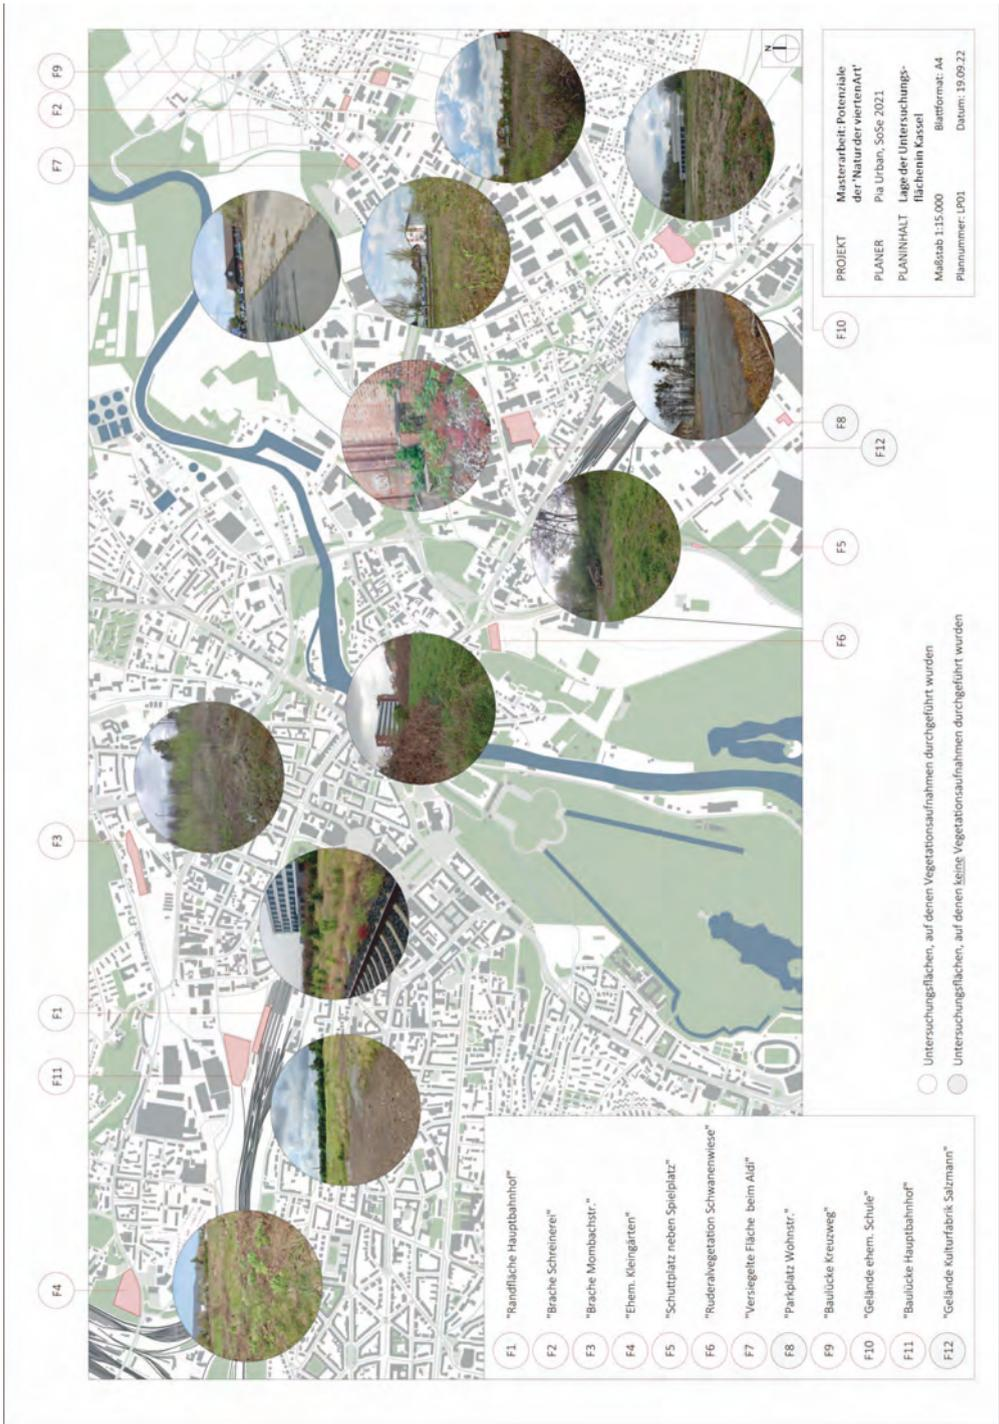 F4
F11
F1
F3
F7
F2
F9
N
F6
F5
F12
F8
F10
F1 "Randfläche Hauptbahnhof"
F2 "Brache Schreinerei"
F3 "Brache Mombachstr."
F4 "Ehem. Kleingärten"
F5 "Schuttplatz neben Spielplatz"
F6 "Ruderalvegetation Schwanenwiese"
F7 "Versiegelte Fläche beim Aldi"
F8 "Parkplatz Wohnstr."
F9 "Baulücke Kreuzweg"
F10 "Gelände ehem. Schule"
F11 "Baulücke Hauptbahnhof"
F12 "Gelände Kulturfabrik Salzmann"
Untersuchungsflächen, auf denen Vegetationsaufnahmen durchgeführt wurden
Untersuchungsflächen, auf denen keine Vegetationsaufnahmen durchgeführt wurden
PROJEKT Masterarbeit: Potenziale
der 'Natur der vierten Art'
PLANER Pia Urban, SoSe 2021
PLANINHALT Lage der Untersuchungs-
flächen in Kassel
Maßstab 1:15.000 Blattformat: A4
Plannummer: LP01 Datum: 19.09.22